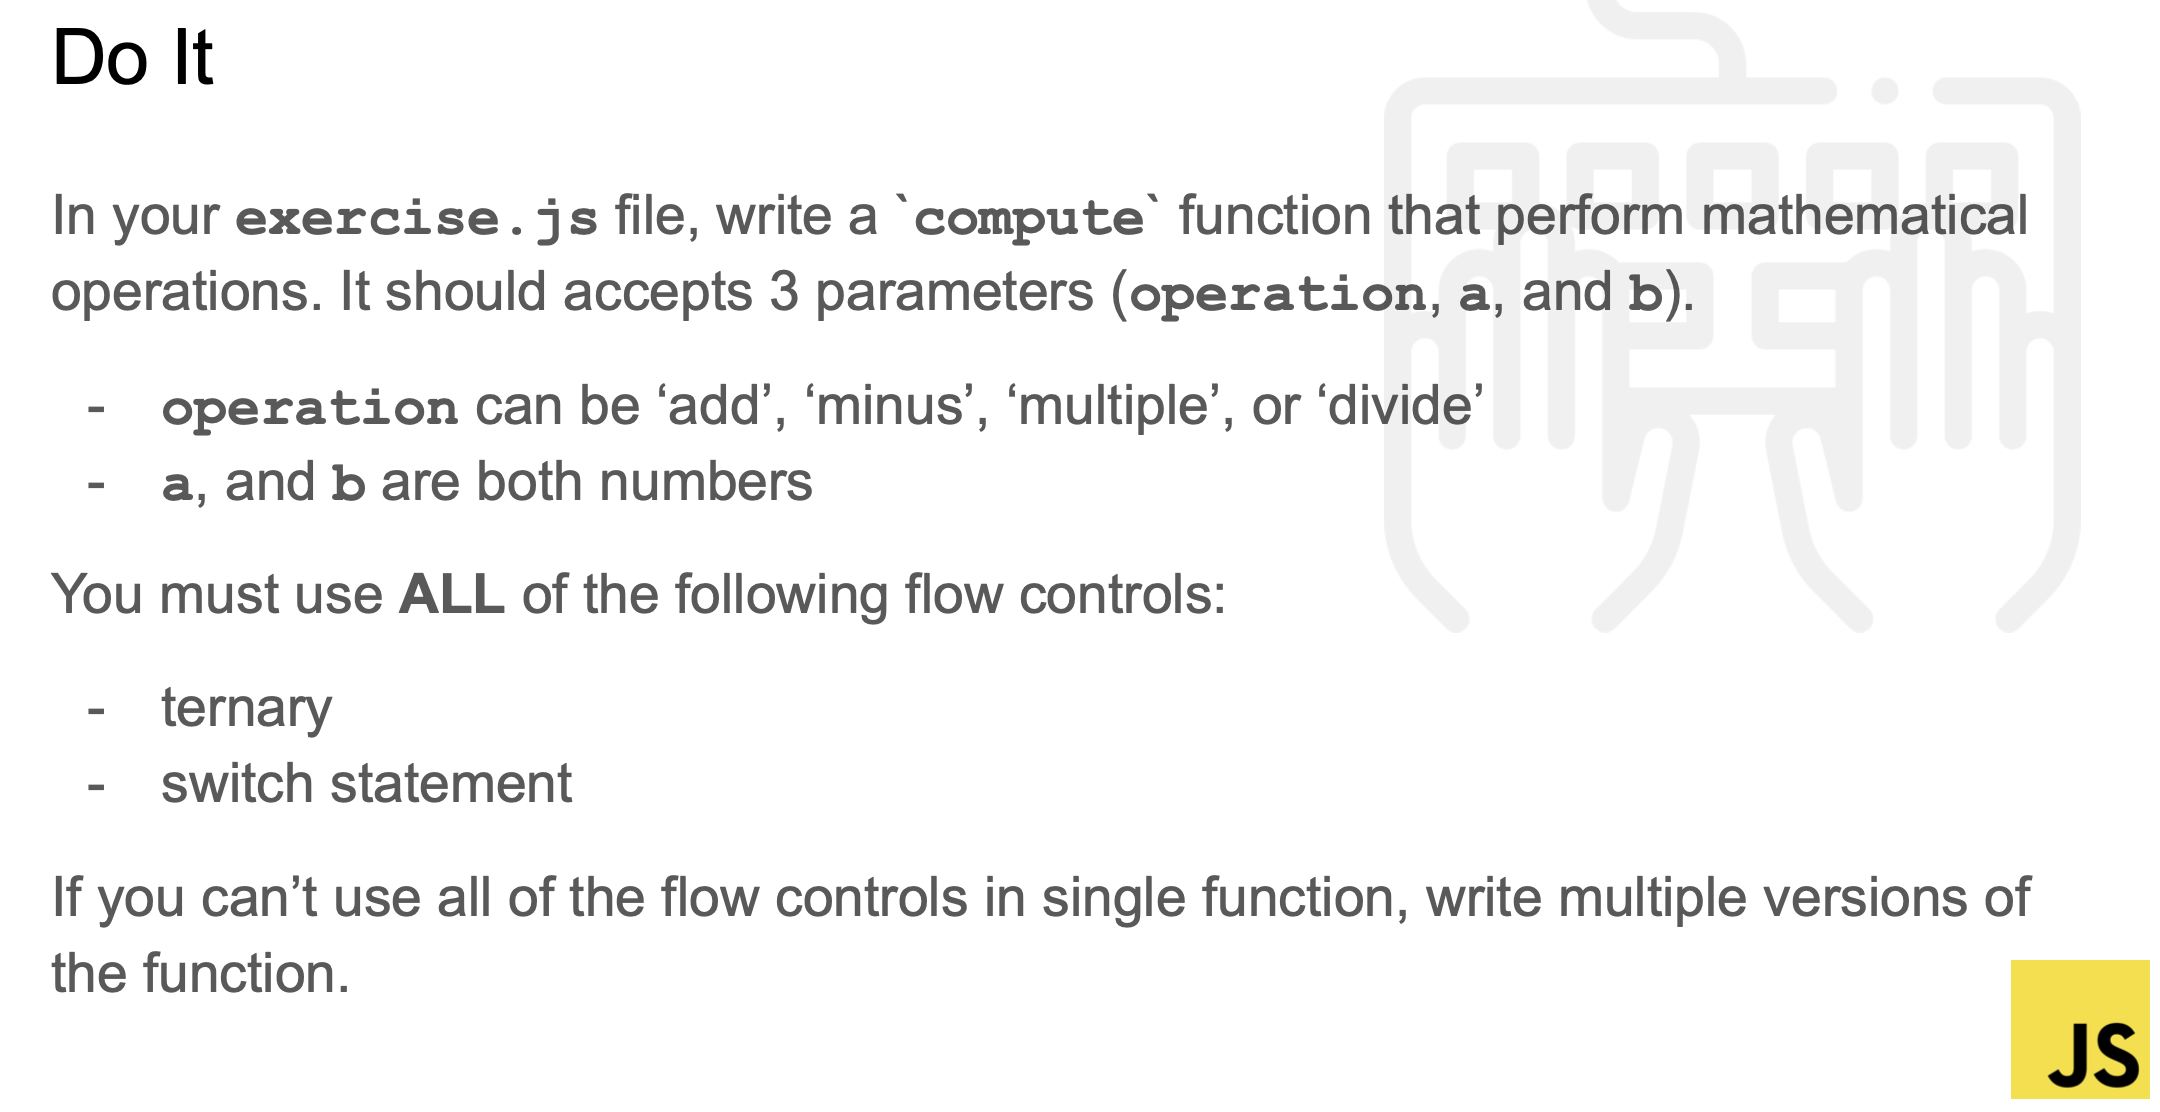 Do It
In your exercise.js file, write a `compute` function that perform mathematical
operations. It should accepts 3 parameters (operation, a, and b).
- operation can be ‘add’, ‘minus’, ‘multiple’, or ‘divide’
- a, and b are both numbers
You must use ALL of the following flow controls:
- ternary
- switch statement
If you can’t use all of the flow controls in single function, write multiple versions of
the function.
JS